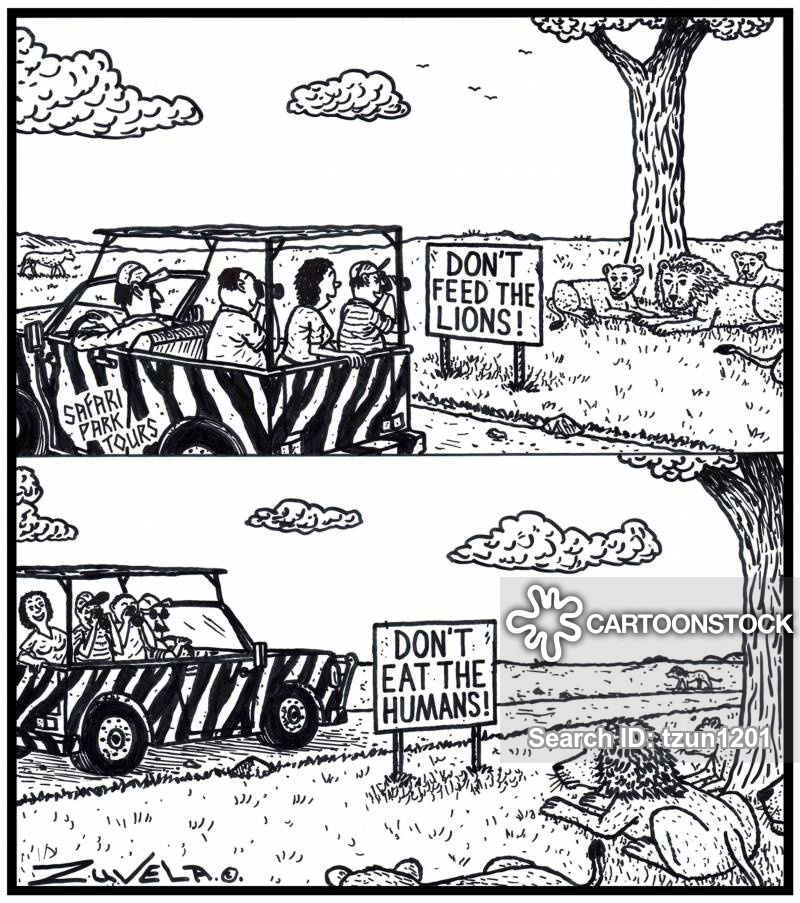 DON'T
FEED THE
LIONS!
SAFARI
PARK
TOURS
DON'T
EAT THE
HUMANS!
CARTOONSTOCK
Search ID: tzun1201
ZUVELA.©.